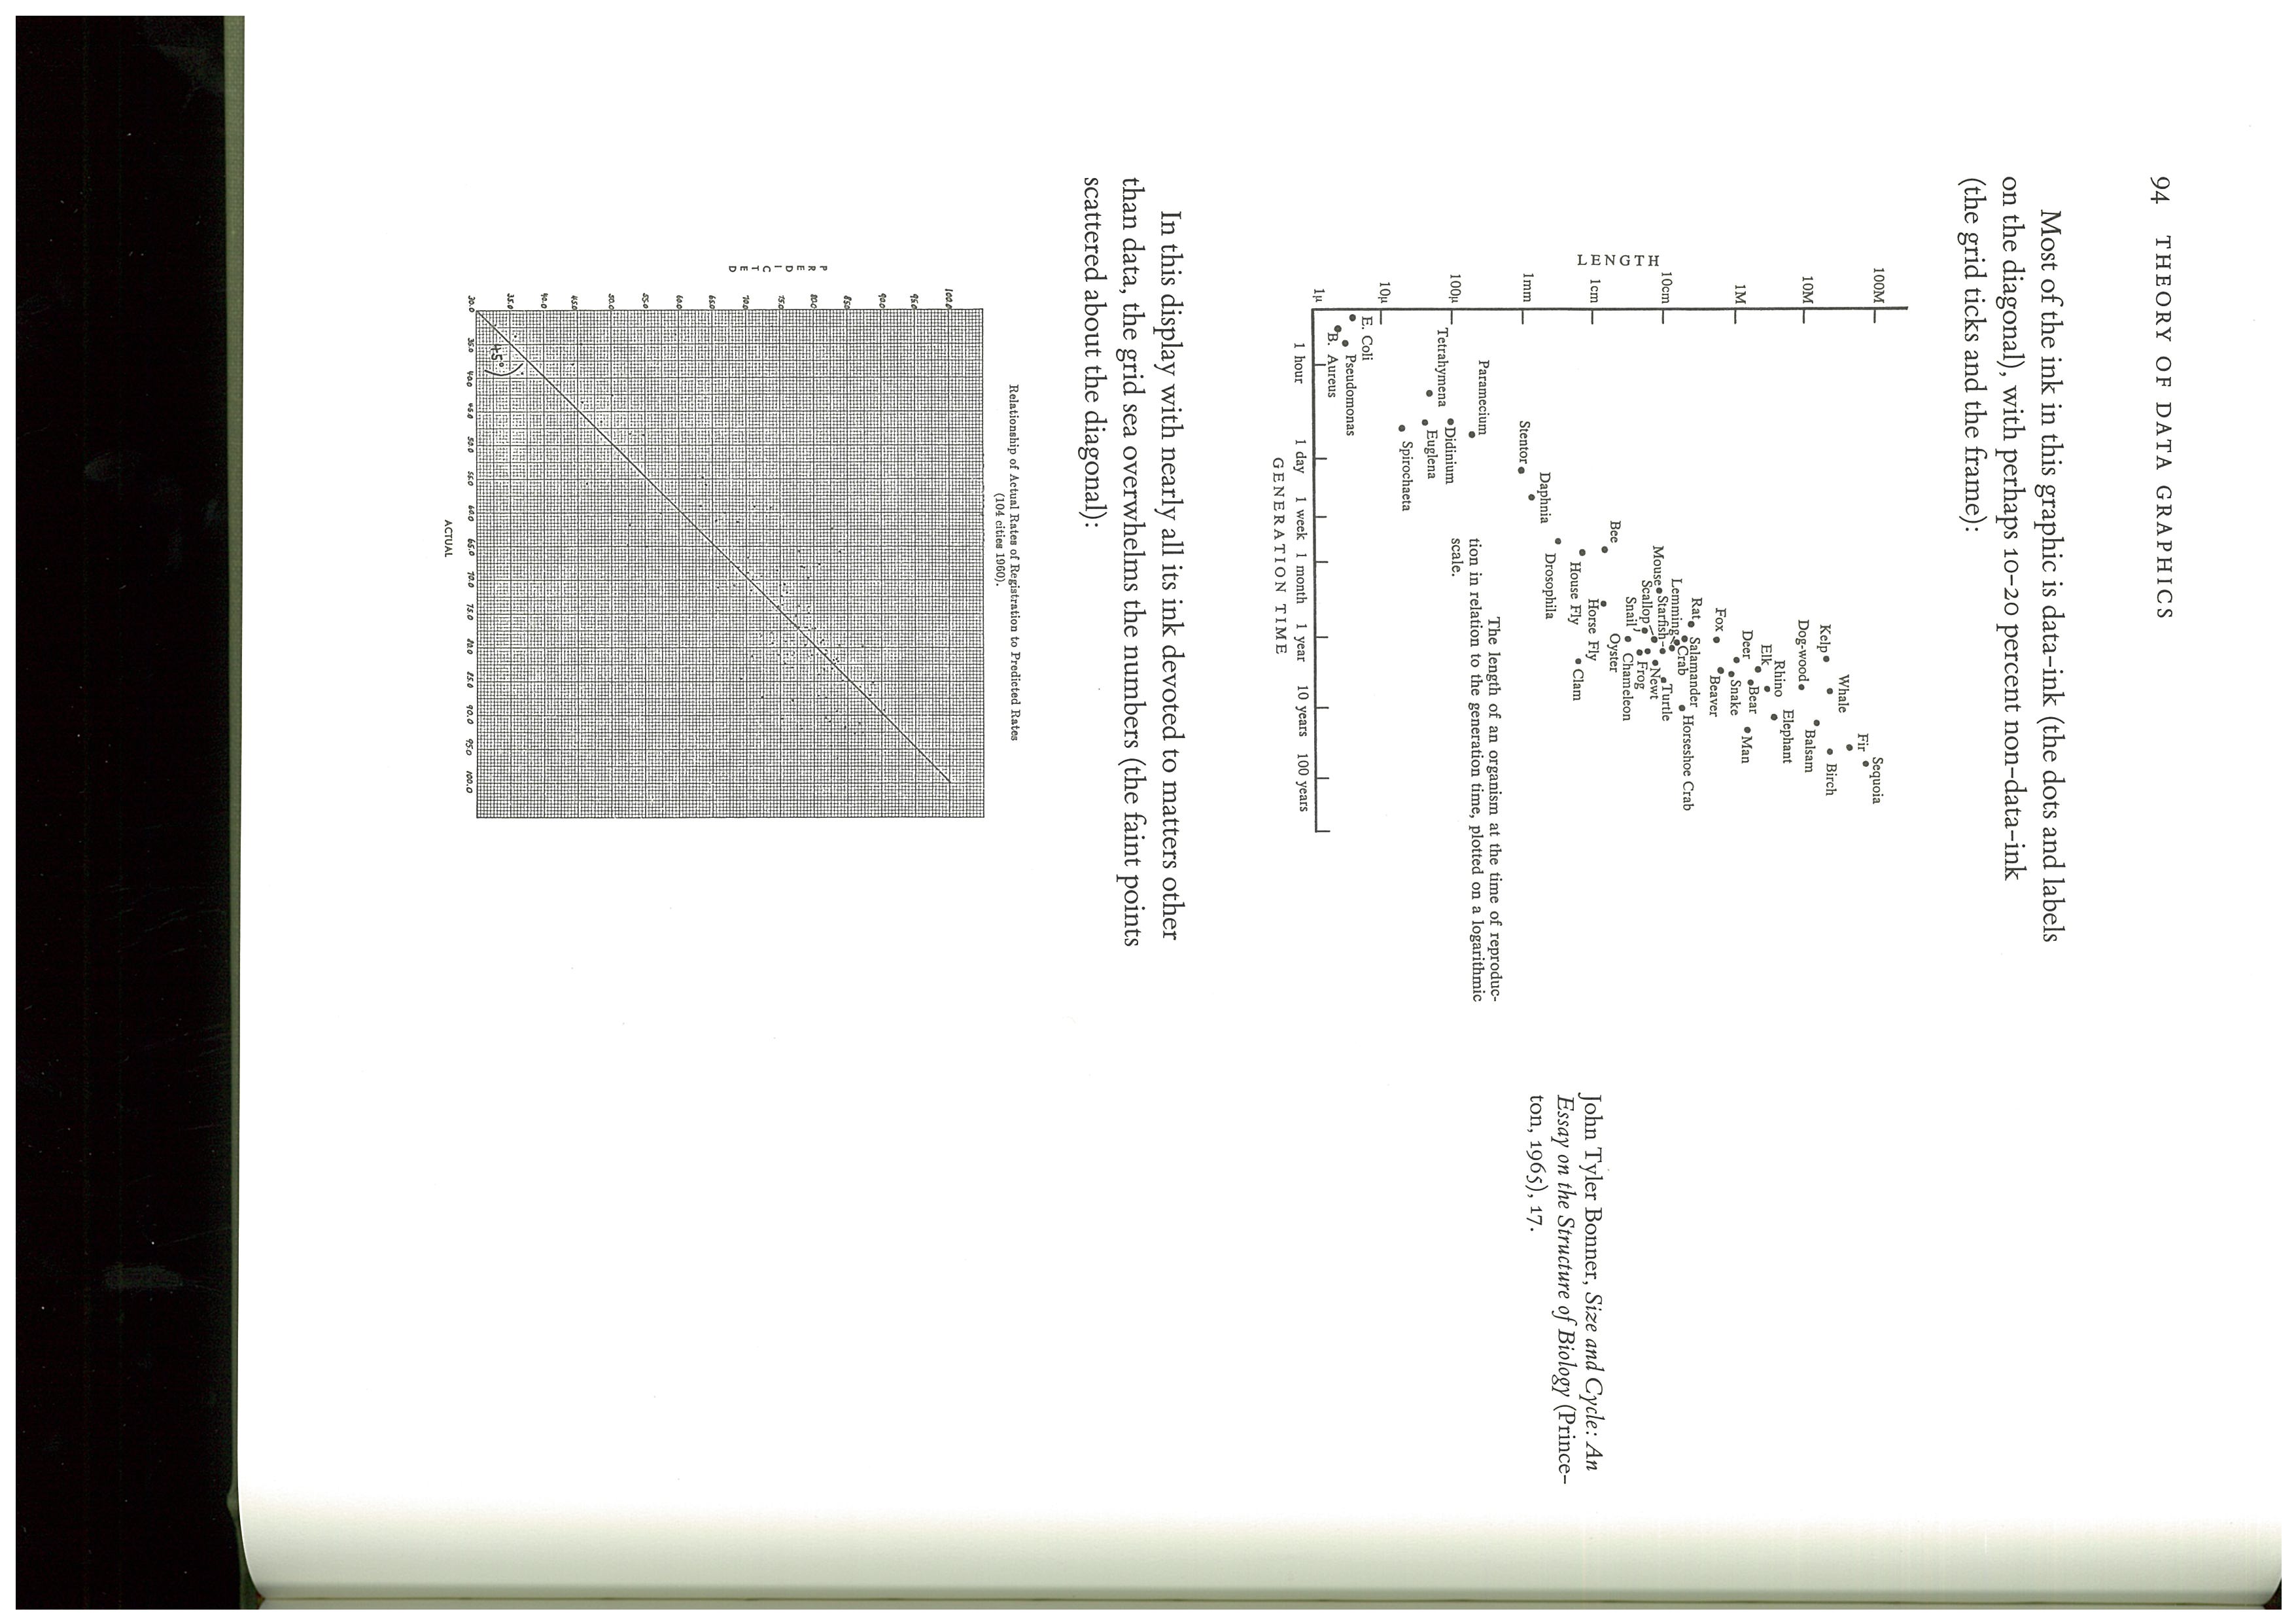 94 THEORY OF DATA GRAPHICS
Most of the ink in this graphic is data-ink (the dots and labels
on the diagonal), with perhaps 10-20 percent non-data-ink
(the grid ticks and the frame):
LENGTH
100M
10M
1M
10cm
1cm
1mm
100µ
10µ
1µ
Sequoia
Fir
Whale
Kelp
Birch
Balsam
Dog-wood
Elephant
Rhino
Elk
Bear
Man
Deer
Snake
Fox
Beaver
Rat
Salamander
Horseshoe Crab
Crab
Lemming
Turtle
Starfish
Mouse
Newt
Scallop
Frog
Snail
Chameleon
Oyster
Bee
Horse Fly
House Fly
Clam
Drosophila
Daphnia
Stentor
Paramecium
Didinium
Tetrahymena
Euglena
Spirochaeta
E. Coli
Pseudomonas
B. Aureus
The length of an organism at the time of reproduc-
tion in relation to the generation time, plotted on a logarithmic
scale.
1 hour 1 day 1 week 1 month 1 year 10 years 100 years
GENERATION TIME
John Tyler Bonner, Size and Cycle: An
Essay on the Structure of Biology (Prince-
ton, 1965), 17.
In this display with nearly all its ink devoted to matters other
than data, the grid sea overwhelms the numbers (the faint points
scattered about the diagonal):
Relationship of Actual Rates of Registration to Predicted Rates
(104 cities 1960).
PREDICTED
100.0
95.0
90.0
85.0
80.0
75.0
70.0
65.0
60.0
55.0
50.0
45.0
40.0
35.0
45°
30.0 35.0 40.0 45.0 50.0 55.0 60.0 65.0 70.0 75.0 80.0 85.0 90.0 95.0 100.0
ACTUAL